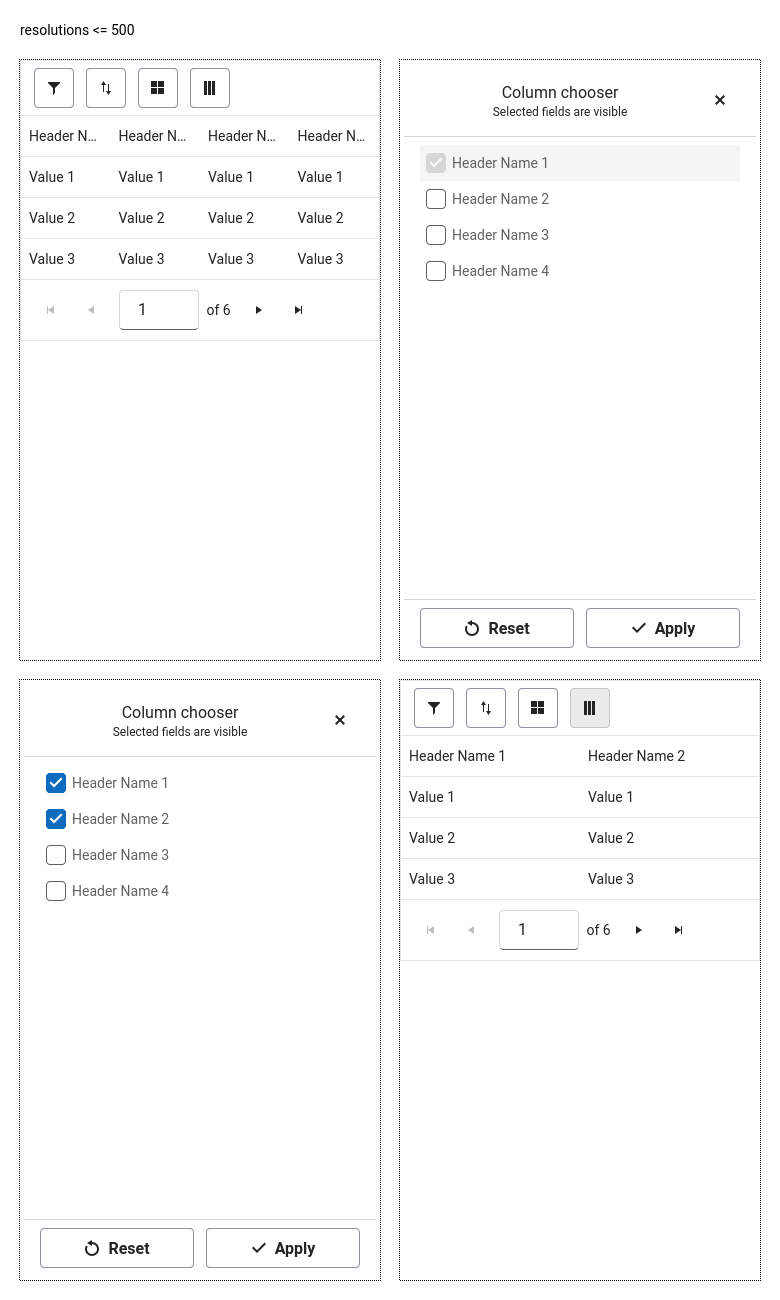 resolutions <= 500
Header N... Header N... Header N... Header N...
Value 1 Value 1 Value 1 Value 1
Value 2 Value 2 Value 2 Value 2
Value 3 Value 3 Value 3 Value 3
1 of 6
Column chooser
Selected fields are visible
Header Name 1
Header Name 2
Header Name 3
Header Name 4
Reset Apply
Column chooser
Selected fields are visible
Header Name 1
Header Name 2
Header Name 3
Header Name 4
Reset Apply
Header Name 1 Header Name 2
Value 1 Value 1
Value 2 Value 2
Value 3 Value 3
1 of 6